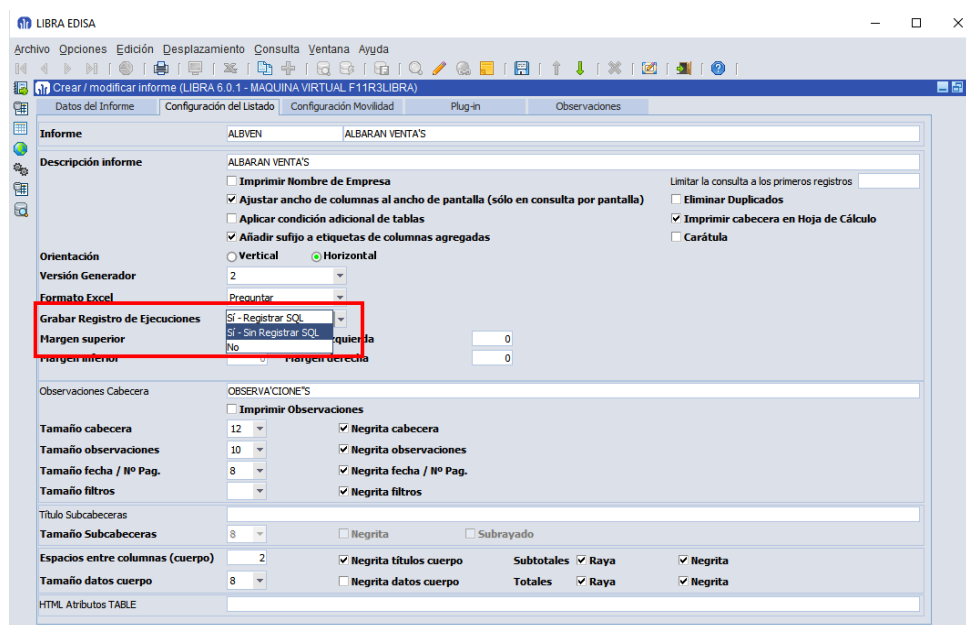 LIBRA EDISA
Archivo Opciones Edición Desplazamiento Consulta Ventana Ayuda
Crear / modificar informe (LIBRA 6.0.1 - MAQUINA VIRTUAL F11R3LIBRA)
Datos del Informe Configuración del Listado Configuración Movilidad Plug-in Observaciones
Informe ALBVEN ALBARAN VENTA'S
Descripción informe ALBARAN VENTA'S
Imprimir Nombre de Empresa Limitar la consulta a los primeros registros
Ajustar ancho de columnas al ancho de pantalla (sólo en consulta por pantalla) Eliminar Duplicados
Aplicar condición adicional de tablas Imprimir cabecera en Hoja de Cálculo
Añadir sufijo a etiquetas de columnas agregadas Carátula
Orientación Vertical Horizontal
Versión Generador 2
Formato Excel Preguntar
Grabar Registro de Ejecuciones Sí - Registrar SQL
Sí - Sin Registrar SQL
Margen superior No zquierda 0
Margen inferior 0 Margen derecha 0
Observaciones Cabecera OBSERVA'CIONE"S
Imprimir Observaciones
Tamaño cabecera 12 Negrita cabecera
Tamaño observaciones 10 Negrita observaciones
Tamaño fecha / Nº Pag. 8 Negrita fecha / Nº Pag.
Tamaño filtros Negrita filtros
Título Subcabeceras
Tamaño Subcabeceras 8 Negrita Subrayado
Espacios entre columnas (cuerpo) 2 Negrita títulos cuerpo Subtotales Raya Negrita
Tamaño datos cuerpo 8 Negrita datos cuerpo Totales Raya Negrita
HTML Atributos TABLE